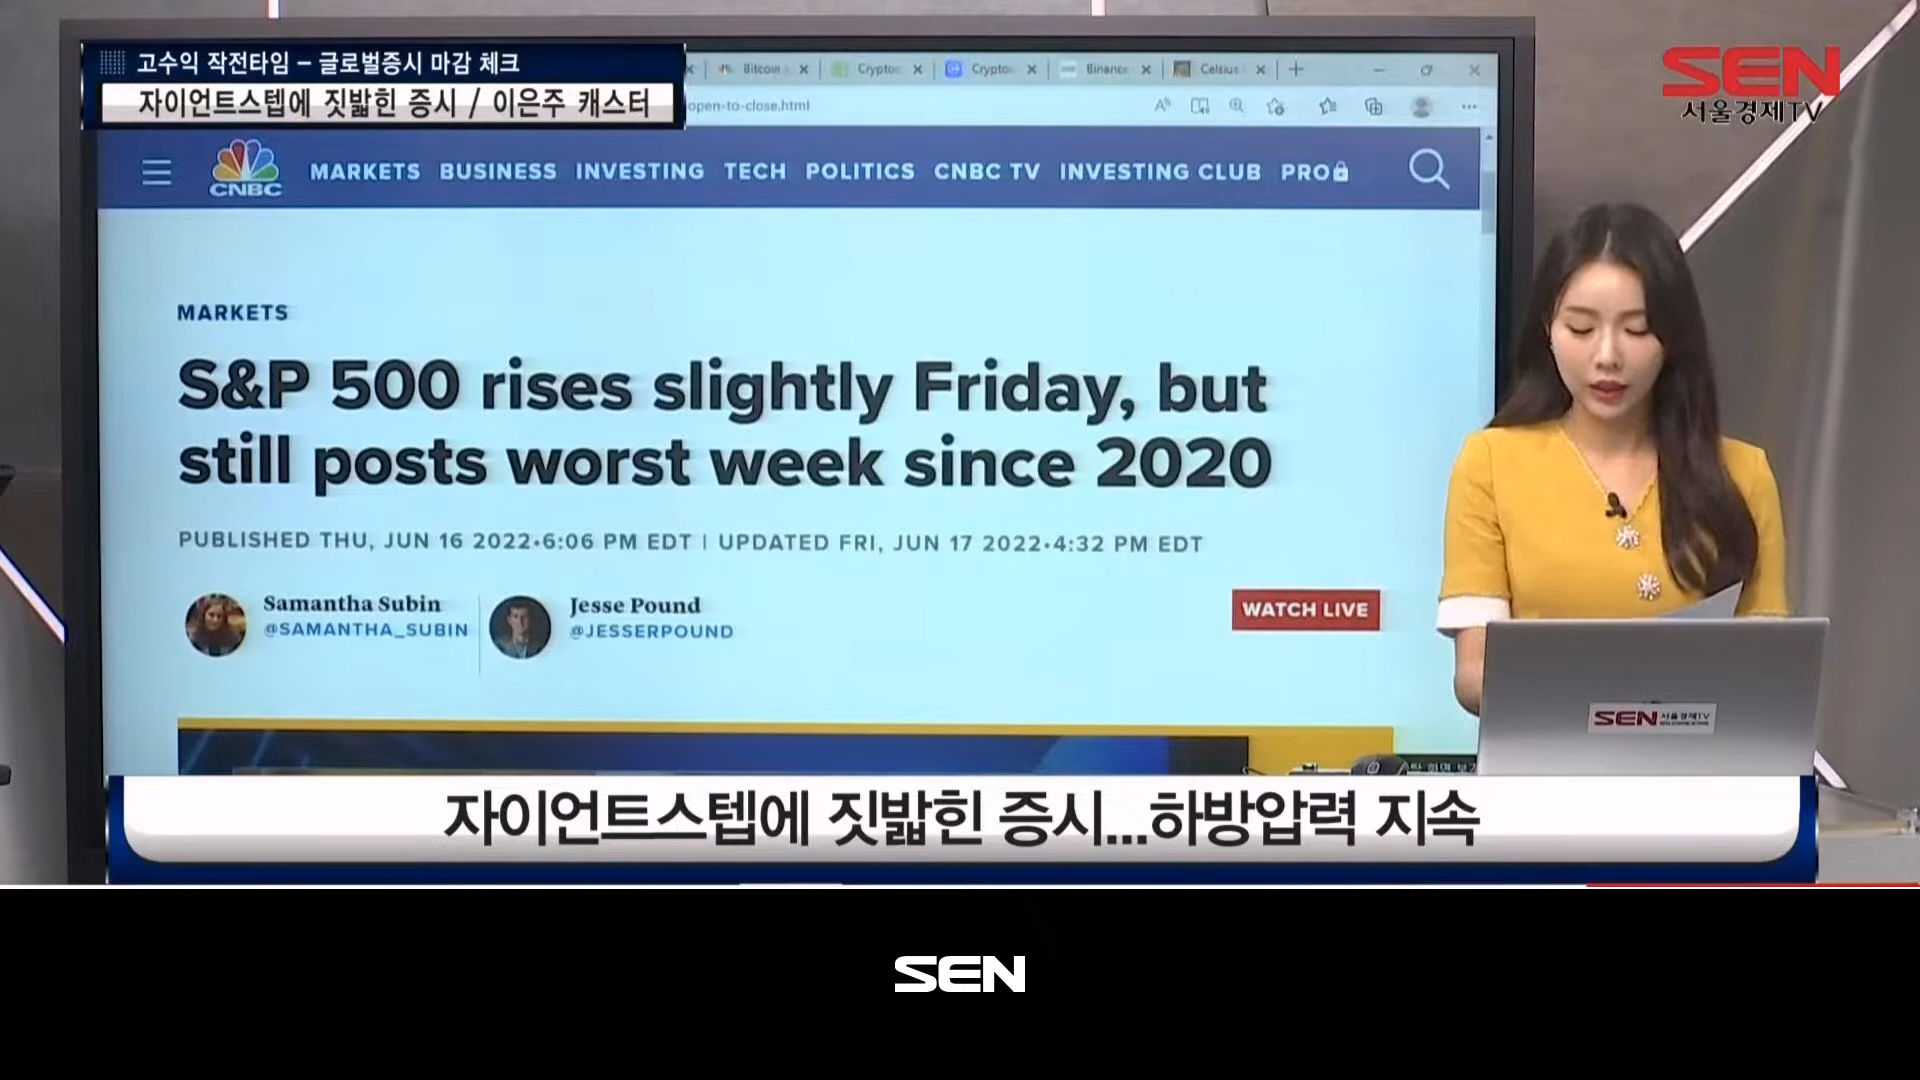 고수익 작전타임 – 글로벌증시 마감 체크
자이언트스텝에 짓밟힌 증시 / 이은주 캐스터
SEN
서울경제TV
Bitcoin
Crypto
Crypto
Binance
Celsius
open-to-close.html
CNBC
MARKETS BUSINESS INVESTING TECH POLITICS CNBC TV INVESTING CLUB PRO
MARKETS
S&P 500 rises slightly Friday, but
still posts worst week since 2020
PUBLISHED THU, JUN 16 2022•6:06 PM EDT | UPDATED FRI, JUN 17 2022•4:32 PM EDT
Samantha Subin
@SAMANTHA_SUBIN
Jesse Pound
@JESSERPOUND
WATCH LIVE
SEN 서울경제TV
자이언트스텝에 짓밟힌 증시...하방압력 지속
SEN